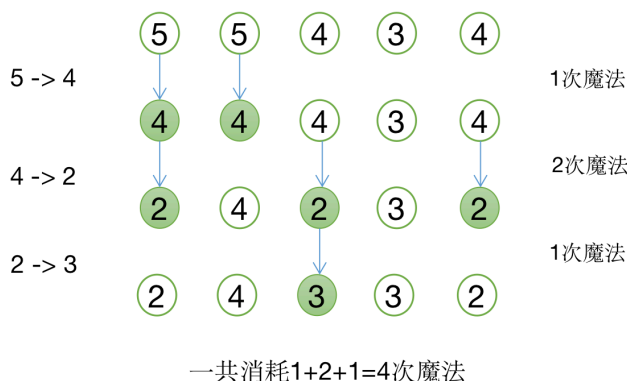 5 5 4 3 4
5 -> 4 1次魔法
4 4 4 3 4
4 -> 2 2次魔法
2 4 2 3 2
2 -> 3 1次魔法
2 4 3 3 2
一共消耗1+2+1=4次魔法